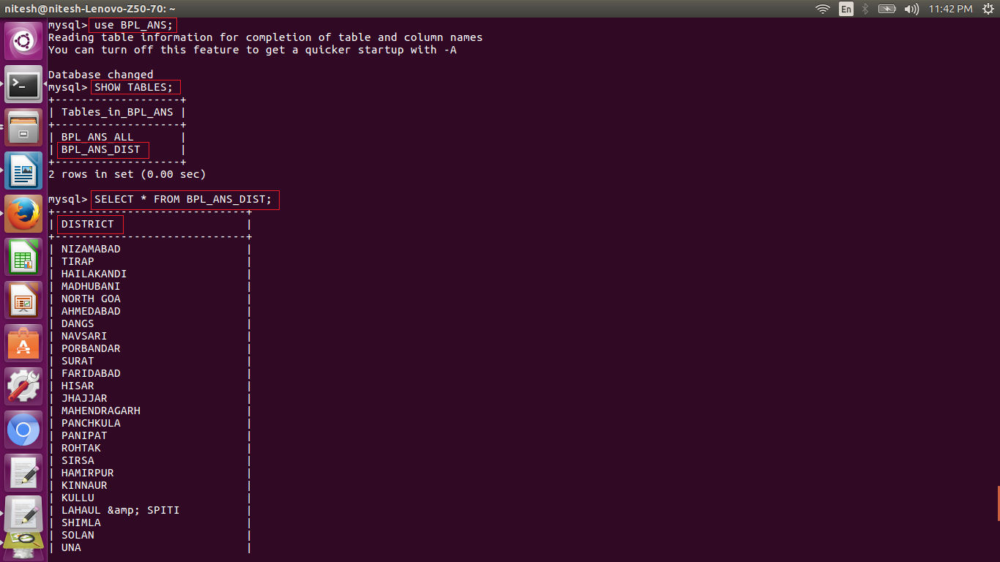 nitesh@nitesh-Lenovo-Z50-70: ~
En
11:42 PM
mysql> use BPL_ANS;
Reading table information for completion of table and column names
You can turn off this feature to get a quicker startup with -A
Database changed
mysql> SHOW TABLES;
+-------------------+
| Tables_in_BPL_ANS |
+-------------------+
| BPL_ANS_ALL       |
| BPL_ANS_DIST      |
+-------------------+
2 rows in set (0.00 sec)
mysql> SELECT * FROM BPL_ANS_DIST;
+-----------------------------+
| DISTRICT                    |
+-----------------------------+
| NIZAMABAD                   |
| TIRAP                       |
| HAILAKANDI                  |
| MADHUBANI                   |
| NORTH GOA                   |
| AHMEDABAD                   |
| DANGS                       |
| NAVSARI                     |
| PORBANDAR                   |
| SURAT                       |
| FARIDABAD                   |
| HISAR                       |
| JHAJJAR                     |
| MAHENDRAGARH                |
| PANCHKULA                   |
| PANIPAT                     |
| ROHTAK                      |
| SIRSA                       |
| HAMIRPUR                    |
| KINNAUR                     |
| KULLU                       |
| LAHAUL &amp; SPITI          |
| SHIMLA                      |
| SOLAN                       |
| UNA                         |